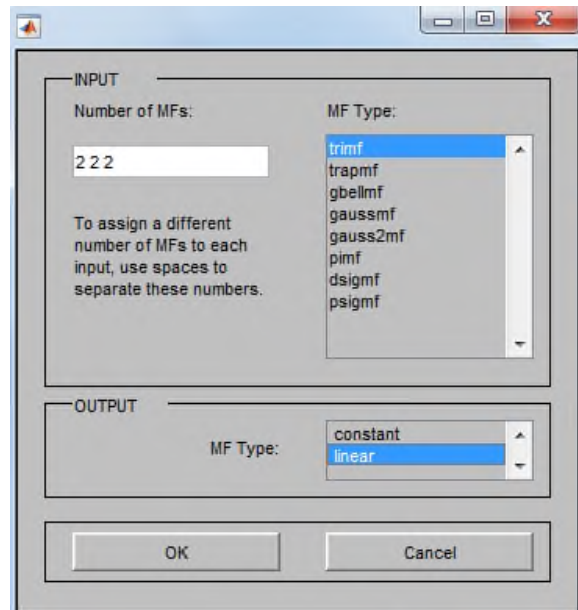 INPUT
Number of MFs:
2 2 2
To assign a different
number of MFs to each
input, use spaces to
separate these numbers.
MF Type:
trimf
trapmf
gbellmf
gaussmf
gauss2mf
pimf
dsigmf
psigmf
OUTPUT
MF Type:
constant
linear
OK
Cancel